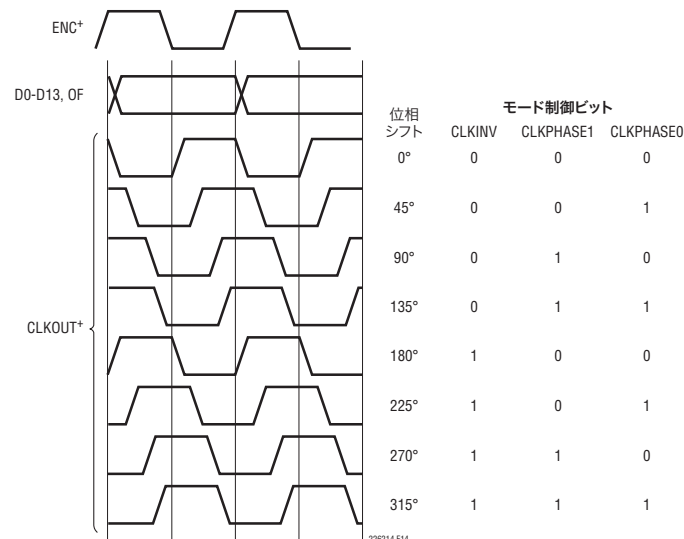 ENC+
D0-D13, OF
CLKOUT+
位相
シフト
モード制御ビット
CLKINV CLKPHASE1 CLKPHASE0
0° 0 0 0
45° 0 0 1
90° 0 1 0
135° 0 1 1
180° 1 0 0
225° 1 0 1
270° 1 1 0
315° 1 1 1